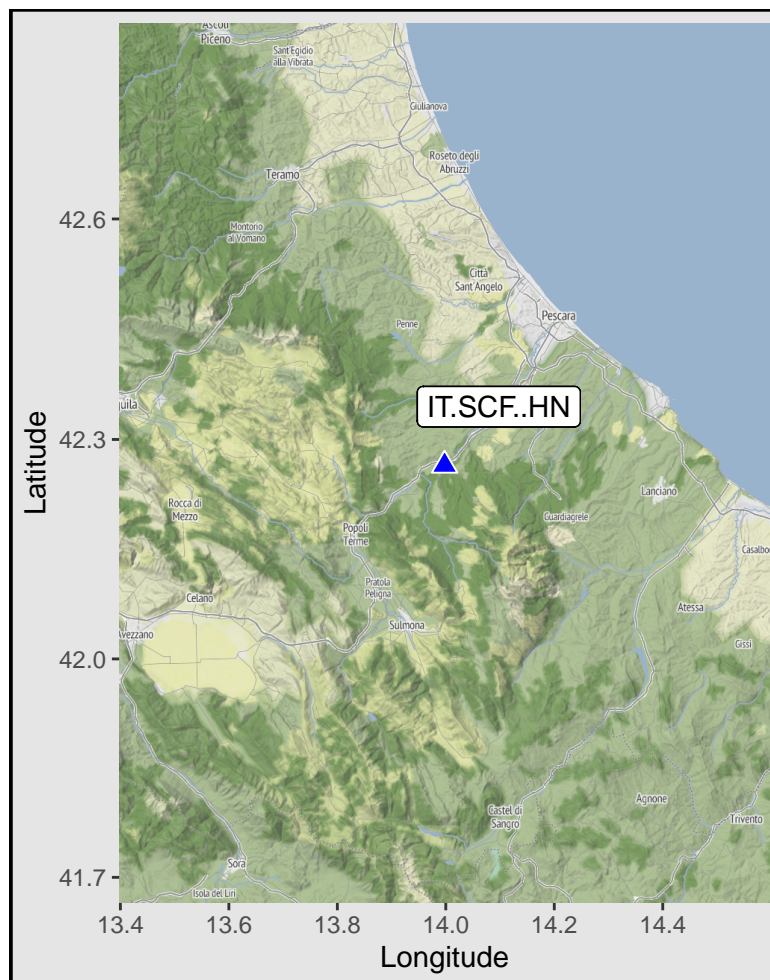 Ascoli
Piceno
Sant'Egidio
alla Vibrata
Giulianova
Roseto degli
Abruzzi
Teramo
42.6
Montorio
al Vomano
Città
Sant'Angelo
Pescara
Penne
quila
IT.SCF..HN
42.3
Latitude
Lanciano
Rocca di
Mezzo
Guardiagrele
Popoli
Terme
Casalbo
Pratola
Peligna
Celano
Atessa
Sulmona
Avezzano
Gissi
42.0
Agnone
Castel di
Sangro
Trivento
Sora
41.7
Isola del Liri
13.4 13.6 13.8 14.0 14.2 14.4
Longitude